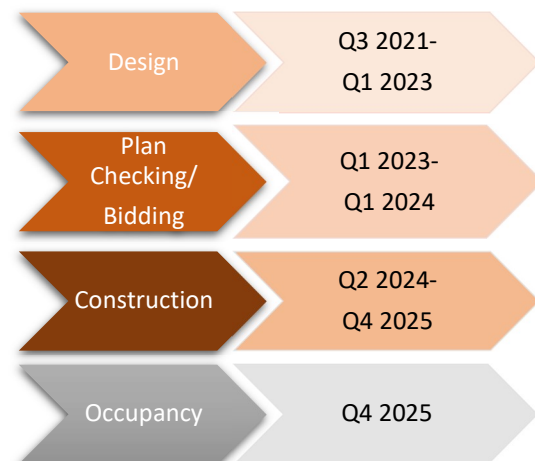 Design
Q3 2021-
Q1 2023
Plan
Checking/
Bidding
Q1 2023-
Q1 2024
Construction
Q2 2024-
Q4 2025
Occupancy
Q4 2025